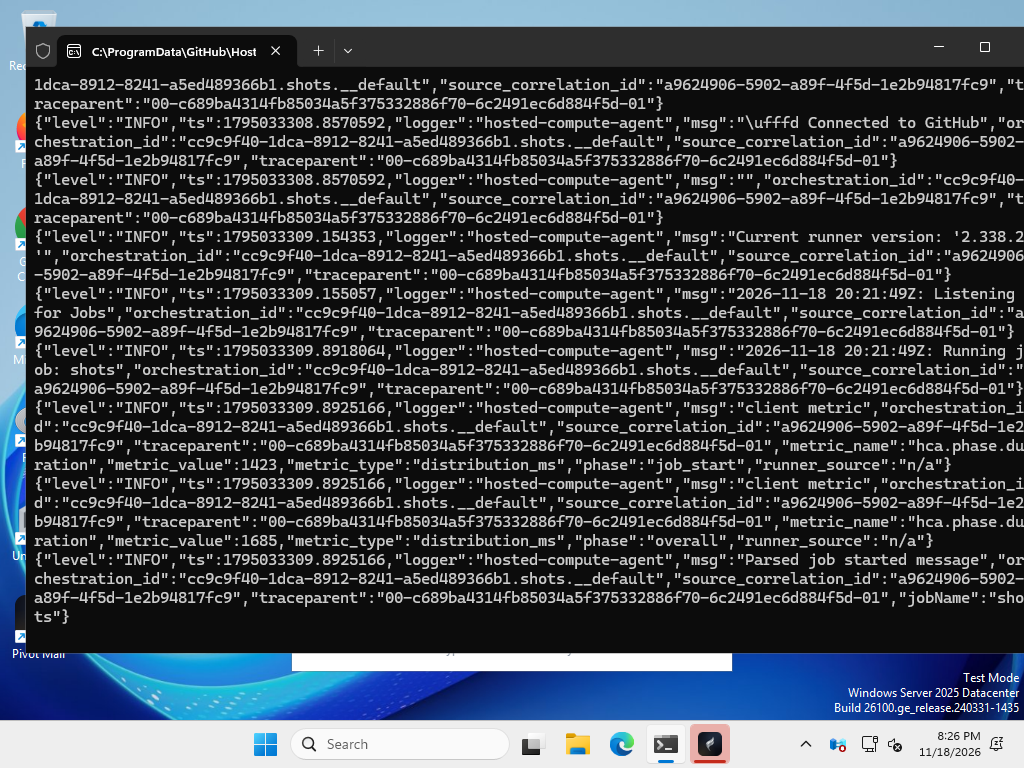 C:\ProgramData\GitHub\Host
1dca-8912-8241-a5ed489366b1.shots.__default","source_correlation_id":"a9624906-5902-a89f-4f5d-1e2b94817fc9","t
raceparent":"00-c689ba4314fb85034a5f375332886f70-6c2491ec6d884f5d-01"}
{"level":"INFO","ts":1795033308.8570592,"logger":"hosted-compute-agent","msg":"\ufffd Connected to GitHub","or
chestration_id":"cc9c9f40-1dca-8912-8241-a5ed489366b1.shots.__default","source_correlation_id":"a9624906-5902-
a89f-4f5d-1e2b94817fc9","traceparent":"00-c689ba4314fb85034a5f375332886f70-6c2491ec6d884f5d-01"}
{"level":"INFO","ts":1795033308.8570592,"logger":"hosted-compute-agent","msg":"","orchestration_id":"cc9c9f40-
1dca-8912-8241-a5ed489366b1.shots.__default","source_correlation_id":"a9624906-5902-a89f-4f5d-1e2b94817fc9","t
raceparent":"00-c689ba4314fb85034a5f375332886f70-6c2491ec6d884f5d-01"}
{"level":"INFO","ts":1795033309.154353,"logger":"hosted-compute-agent","msg":"Current runner version: '2.338.2
'","orchestration_id":"cc9c9f40-1dca-8912-8241-a5ed489366b1.shots.__default","source_correlation_id":"a9624906
-5902-a89f-4f5d-1e2b94817fc9","traceparent":"00-c689ba4314fb85034a5f375332886f70-6c2491ec6d884f5d-01"}
{"level":"INFO","ts":1795033309.155057,"logger":"hosted-compute-agent","msg":"2026-11-18 20:21:49Z: Listening
for Jobs","orchestration_id":"cc9c9f40-1dca-8912-8241-a5ed489366b1.shots.__default","source_correlation_id":"a
9624906-5902-a89f-4f5d-1e2b94817fc9","traceparent":"00-c689ba4314fb85034a5f375332886f70-6c2491ec6d884f5d-01"}
{"level":"INFO","ts":1795033309.8918064,"logger":"hosted-compute-agent","msg":"2026-11-18 20:21:49Z: Running j
ob: shots","orchestration_id":"cc9c9f40-1dca-8912-8241-a5ed489366b1.shots.__default","source_correlation_id":"
a9624906-5902-a89f-4f5d-1e2b94817fc9","traceparent":"00-c689ba4314fb85034a5f375332886f70-6c2491ec6d884f5d-01"}
{"level":"INFO","ts":1795033309.8925166,"logger":"hosted-compute-agent","msg":"client metric","orchestration_i
d":"cc9c9f40-1dca-8912-8241-a5ed489366b1.shots.__default","source_correlation_id":"a9624906-5902-a89f-4f5d-1e2
b94817fc9","traceparent":"00-c689ba4314fb85034a5f375332886f70-6c2491ec6d884f5d-01","metric_name":"hca.phase.du
ration","metric_value":1423,"metric_type":"distribution_ms","phase":"job_start","runner_source":"n/a"}
{"level":"INFO","ts":1795033309.8925166,"logger":"hosted-compute-agent","msg":"client metric","orchestration_i
d":"cc9c9f40-1dca-8912-8241-a5ed489366b1.shots.__default","source_correlation_id":"a9624906-5902-a89f-4f5d-1e2
b94817fc9","traceparent":"00-c689ba4314fb85034a5f375332886f70-6c2491ec6d884f5d-01","metric_name":"hca.phase.du
ration","metric_value":1685,"metric_type":"distribution_ms","phase":"overall","runner_source":"n/a"}
{"level":"INFO","ts":1795033309.8925166,"logger":"hosted-compute-agent","msg":"Parsed job started message","or
chestration_id":"cc9c9f40-1dca-8912-8241-a5ed489366b1.shots.__default","source_correlation_id":"a9624906-5902-
a89f-4f5d-1e2b94817fc9","traceparent":"00-c689ba4314fb85034a5f375332886f70-6c2491ec6d884f5d-01","jobName":"sho
ts"}
Test Mode
Windows Server 2025 Datacenter
Build 26100.ge_release.240331-1435
Search
8:26 PM
11/18/2026